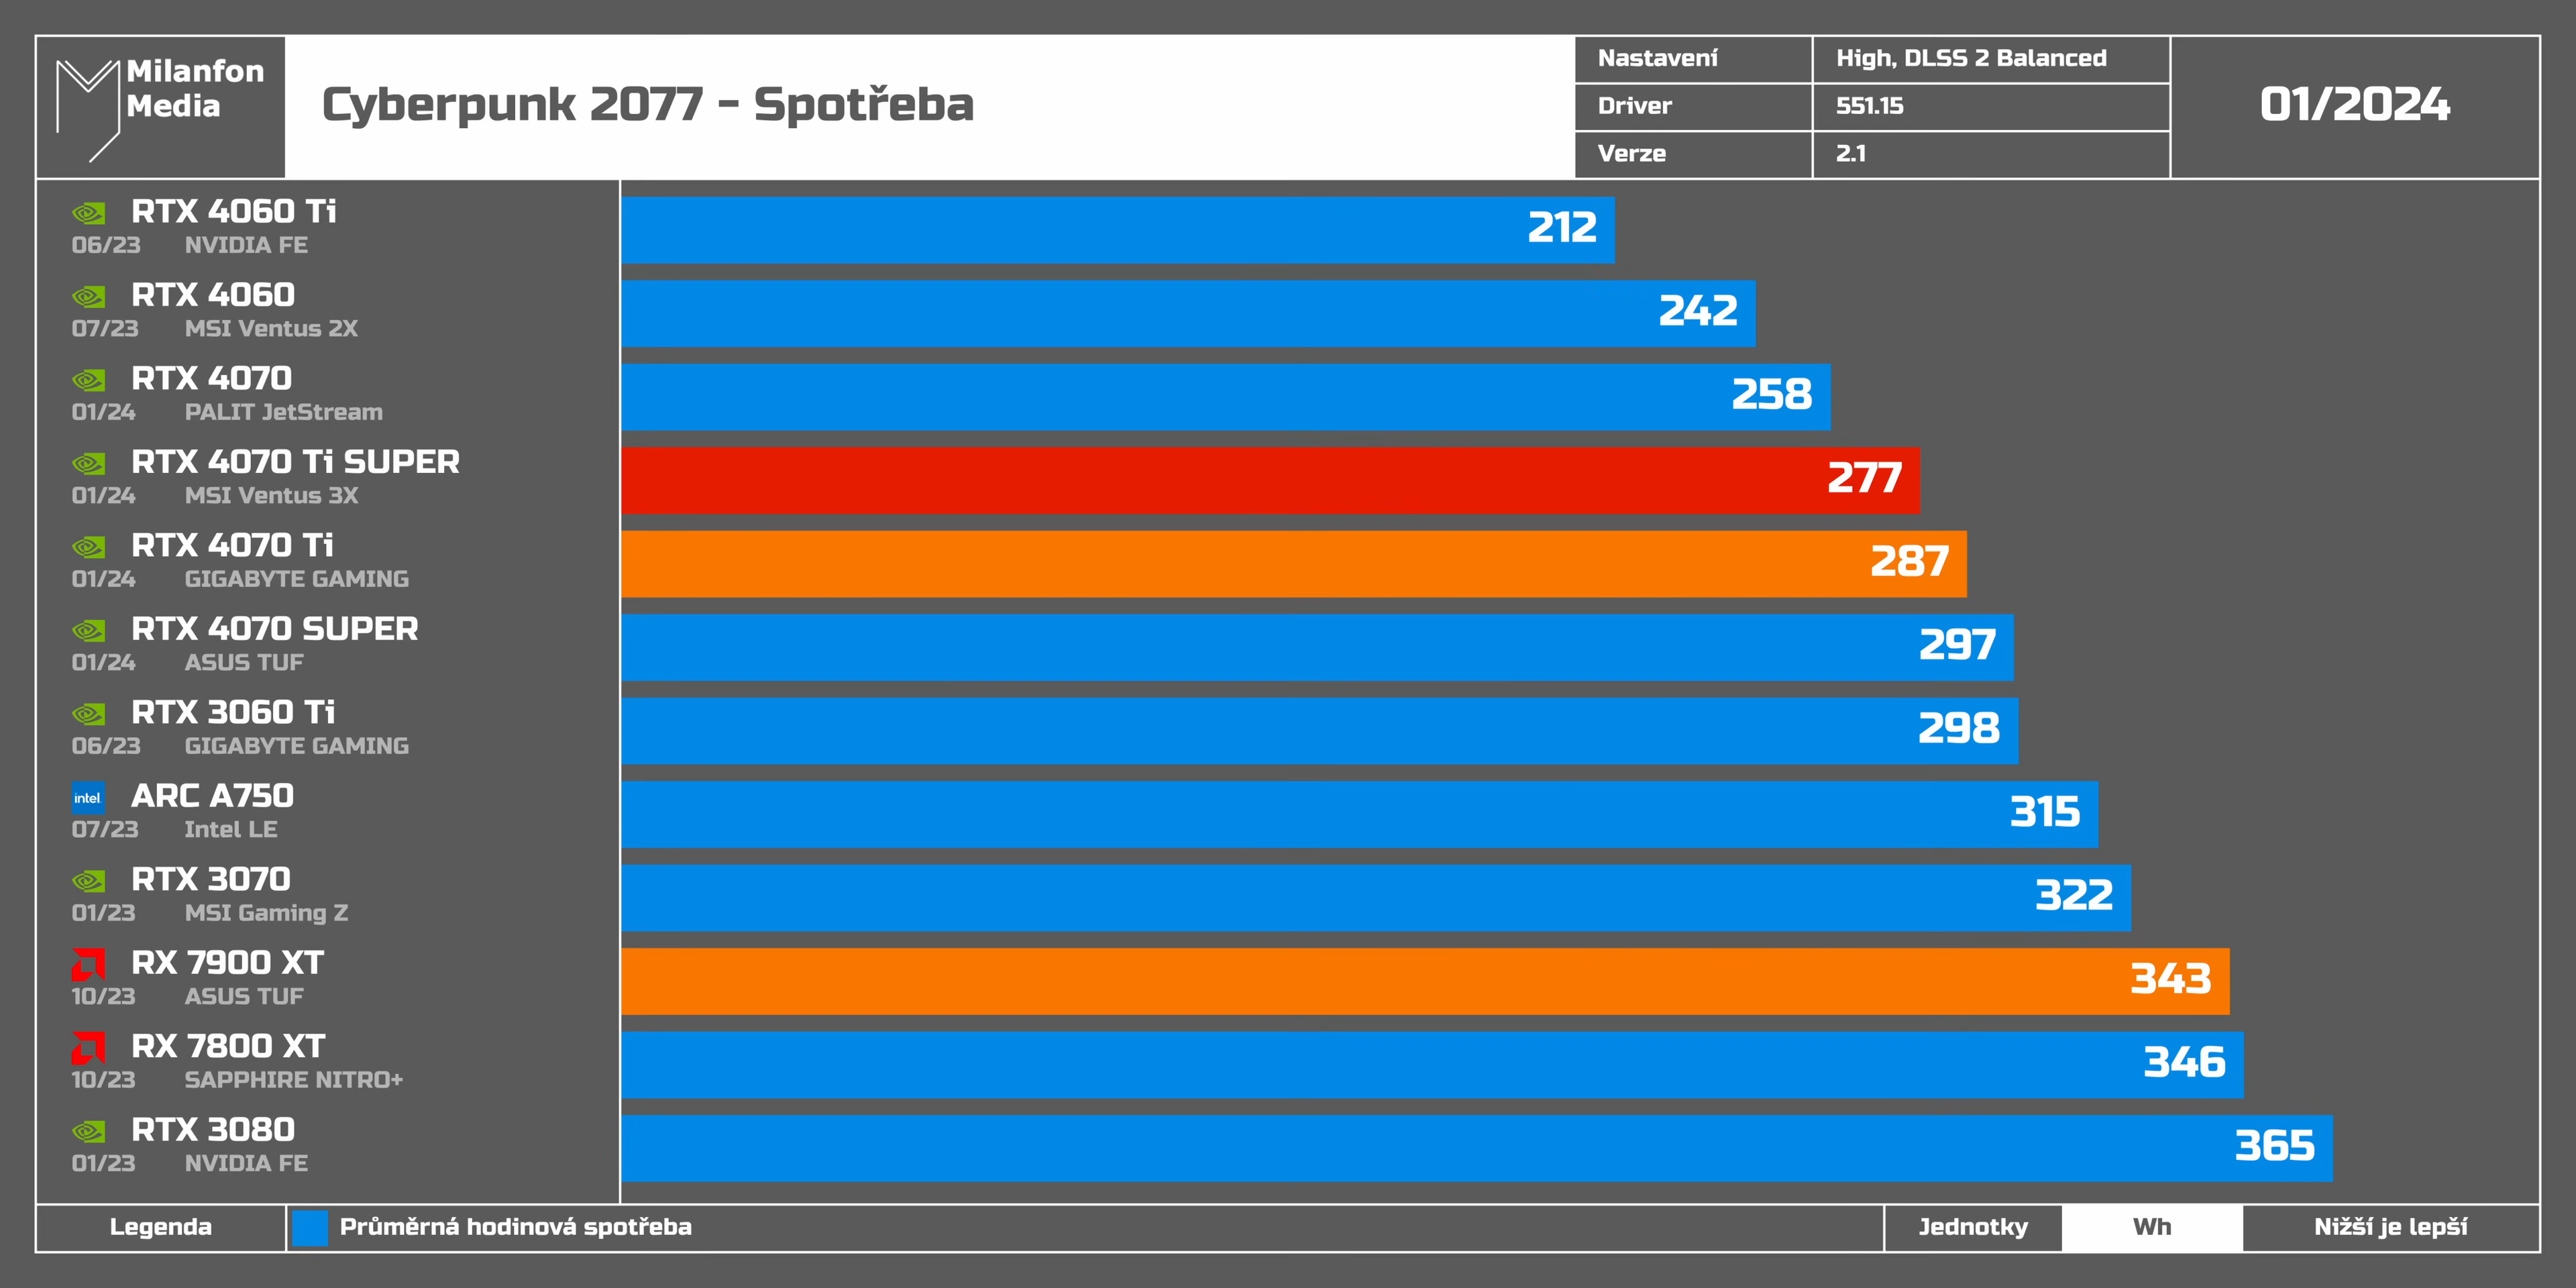 Milanfon
Media
Cyberpunk 2077 - Spotřeba
Nastavení High, DLSS 2 Balanced
Driver 551.15
Verze 2.1
01/2024
RTX 4060 Ti
06/23 NVIDIA FE
212
RTX 4060
07/23 MSI Ventus 2X
242
RTX 4070
01/24 PALIT JetStream
258
RTX 4070 Ti SUPER
01/24 MSI Ventus 3X
277
RTX 4070 Ti
01/24 GIGABYTE GAMING
287
RTX 4070 SUPER
01/24 ASUS TUF
297
RTX 3060 Ti
06/23 GIGABYTE GAMING
298
intel ARC A750
07/23 Intel LE
315
RTX 3070
01/23 MSI Gaming Z
322
RX 7900 XT
10/23 ASUS TUF
343
RX 7800 XT
10/23 SAPPHIRE NITRO+
346
RTX 3080
01/23 NVIDIA FE
365
Legenda Průměrná hodinová spotřeba Jednotky Wh Nižší je lepší